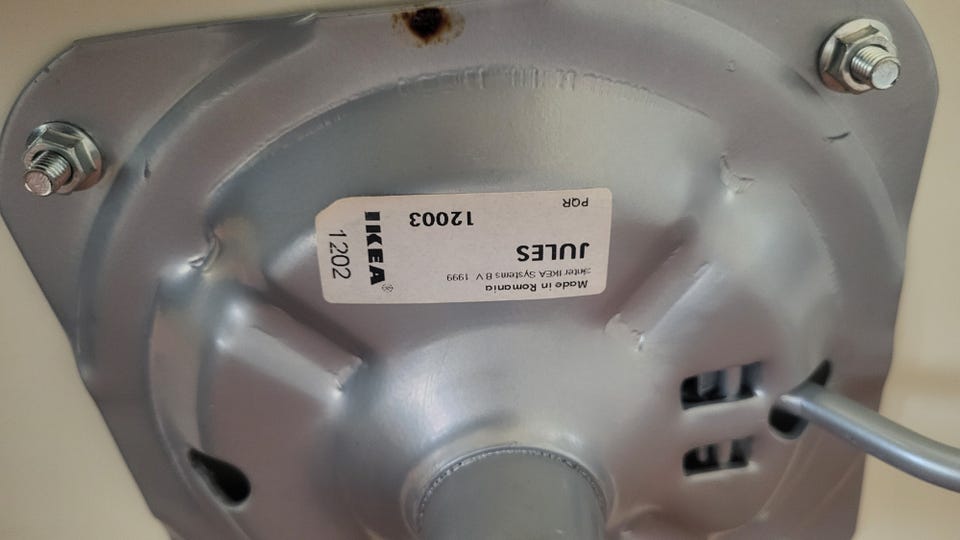 Made in Romania
©Inter IKEA Systems B.V. 1999
JULES
12003
PQR
IKEA®
1202